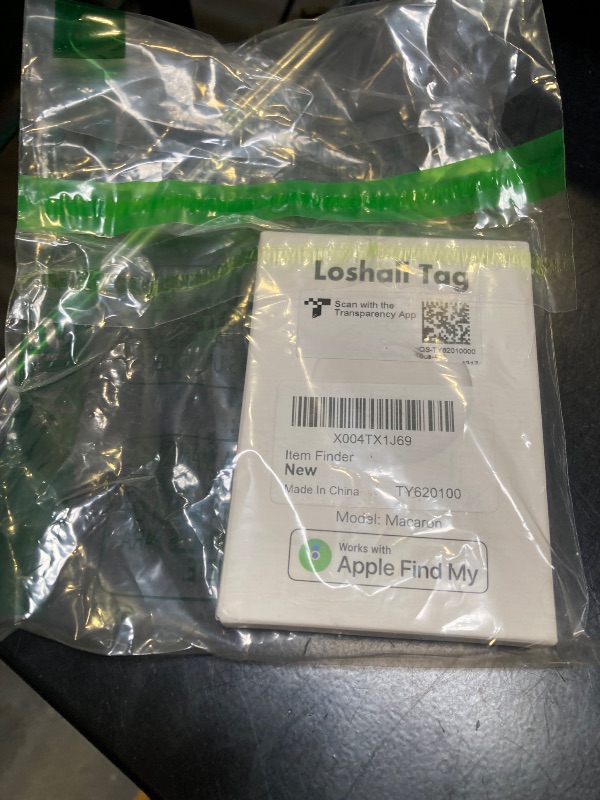 Loshall Tag
Scan with the
Transparency App
X004TX1J69
Item Finder
New
Made In China TY620100
Model: Macaron
Works with
Apple Find My